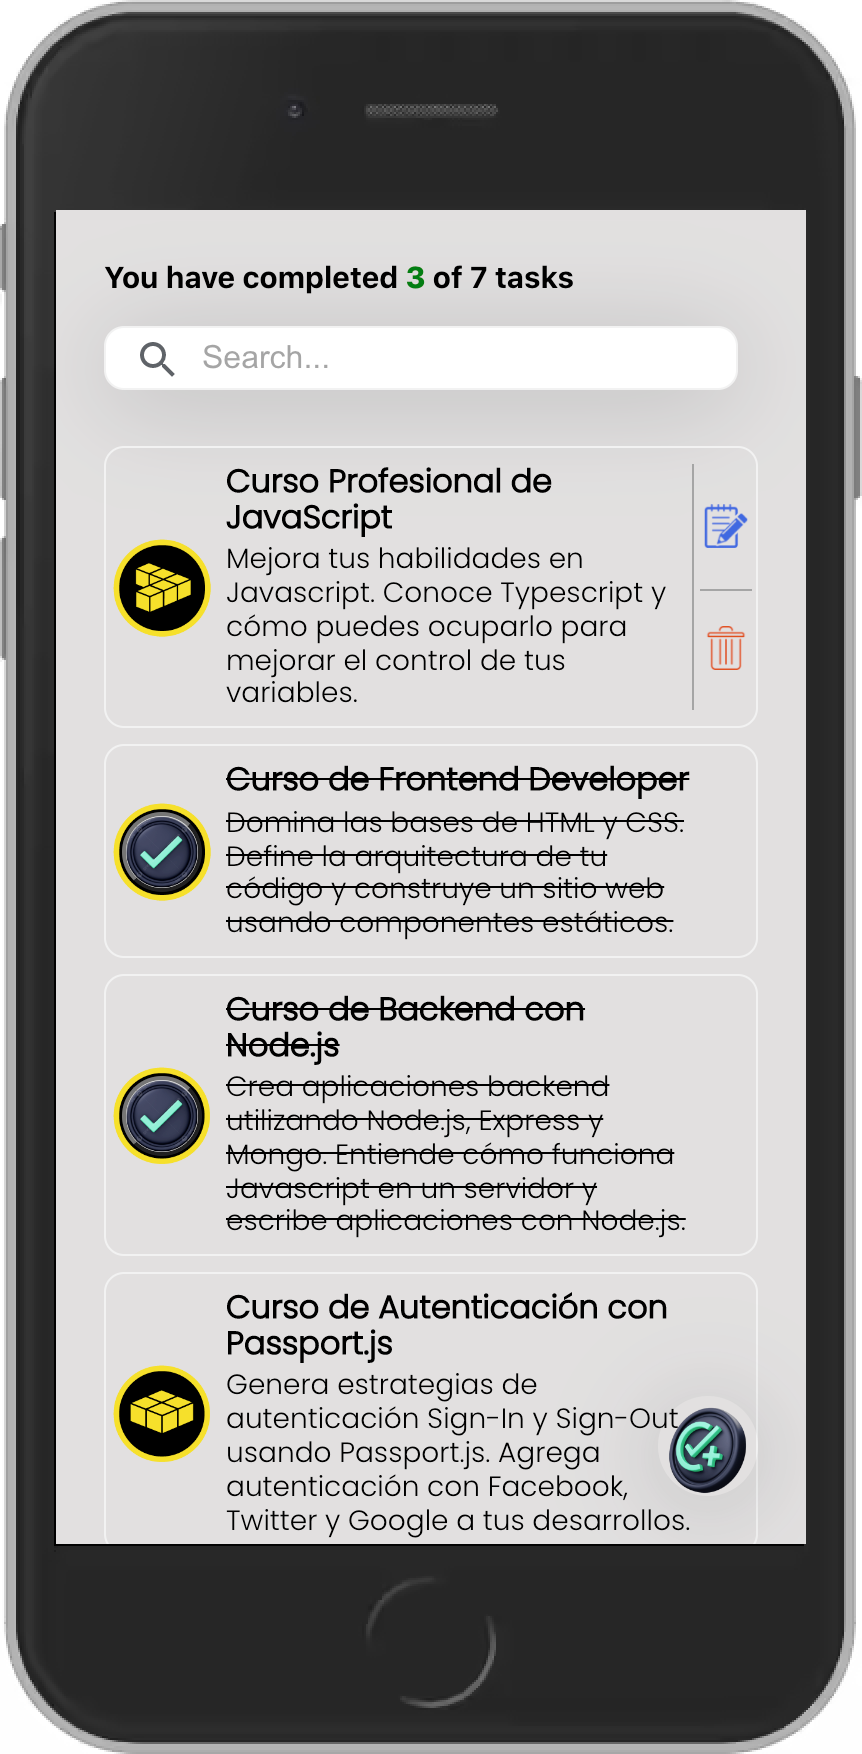 You have completed 3 of 7 tasks
Search...
Curso Profesional de
JavaScript
Mejora tus habilidades en
Javascript. Conoce Typescript y
cómo puedes ocuparlo para
mejorar el control de tus
variables.
Curso de Frontend Developer
Domina las bases de HTML y CSS.
Define la arquitectura de tu
código y construye un sitio web
usando componentes estáticos.
Curso de Backend con
Node.js
Crea aplicaciones backend
utilizando Node.js, Express y
Mongo. Entiende cómo funciona
Javascript en un servidor y
escribe aplicaciones con Node.js.
Curso de Autenticación con
Passport.js
Genera estrategias de
autenticación Sign-In y Sign-Out
usando Passport.js. Agrega
autenticación con Facebook,
Twitter y Google a tus desarrollos.